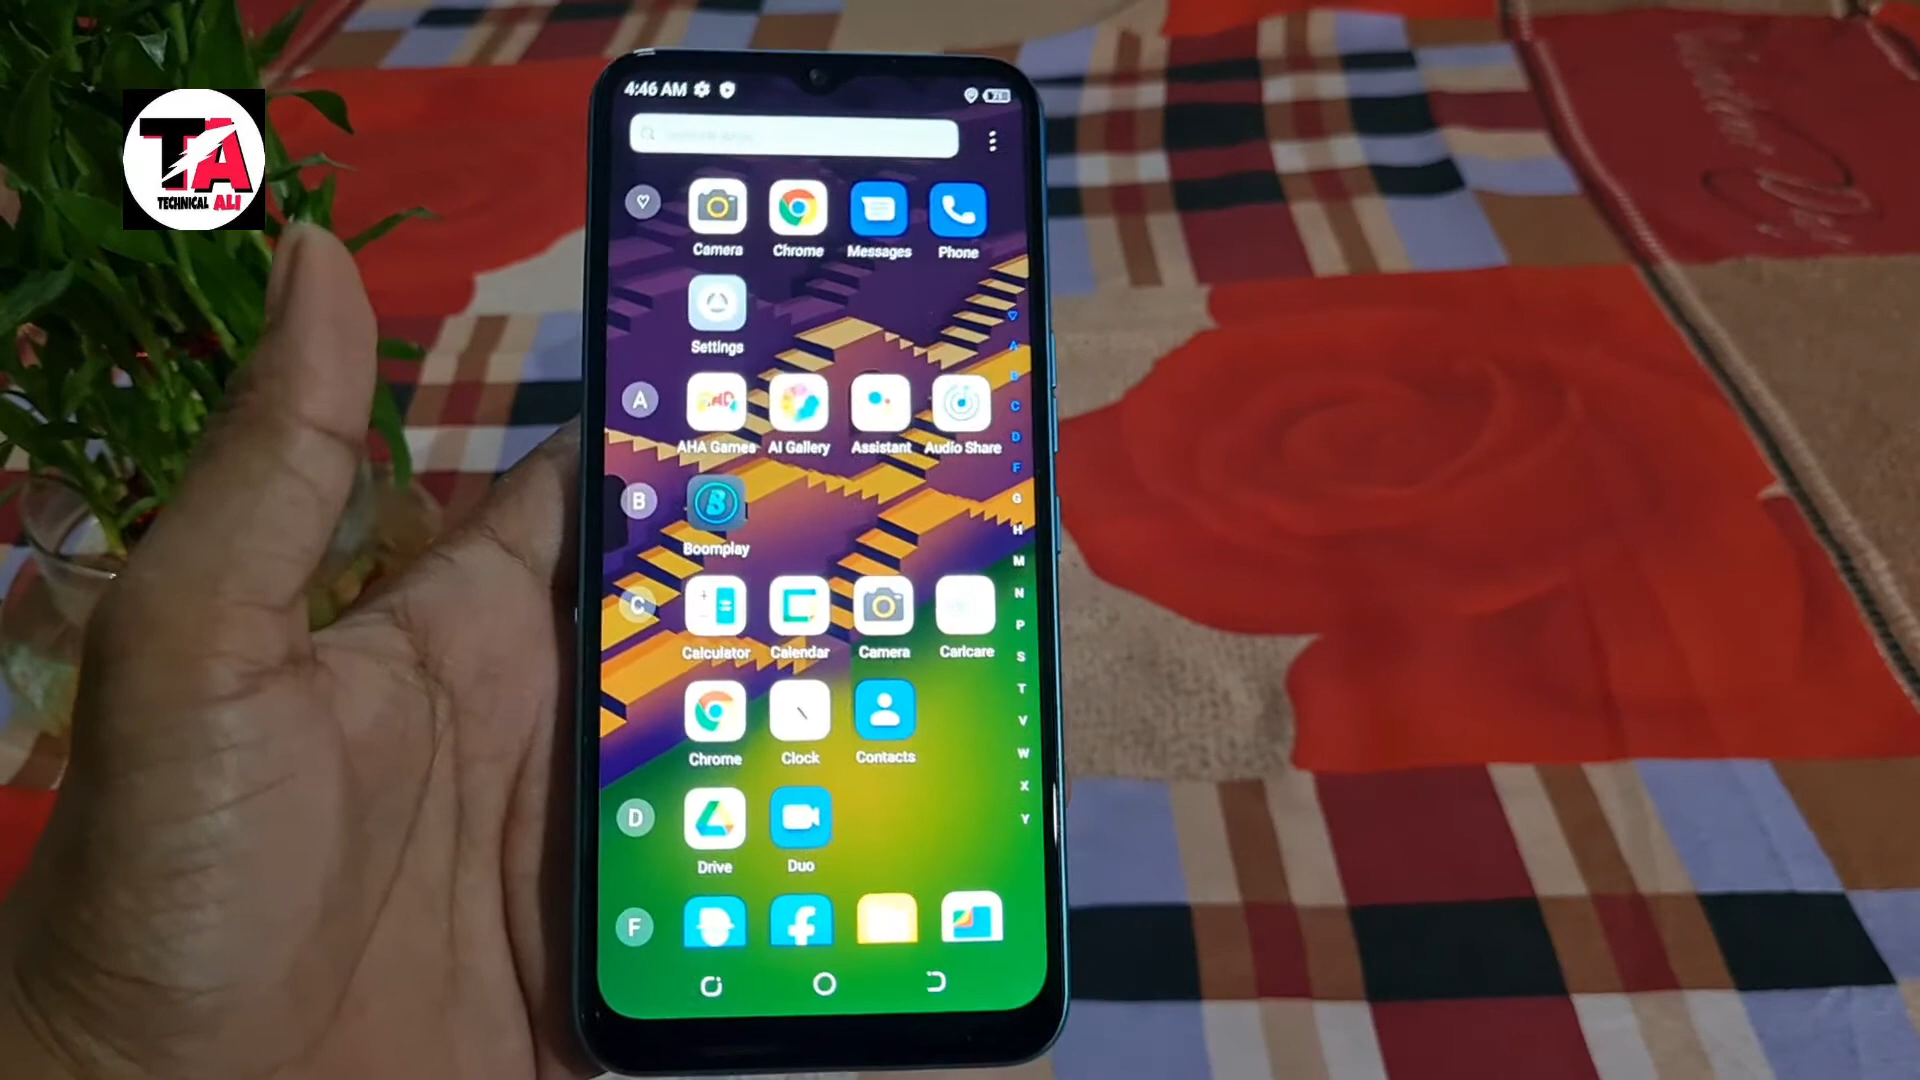 TA
TECHNICAL ALI
4:46 AM
Camera Chrome Messages Phone
Settings
A
AHA Games AI Gallery Assistant Audio Share
B
Boomplay
C
Calculator Calendar Camera Carlcare
Chrome Clock Contacts
D
Drive Duo
F
A
B
C
D
F
G
H
M
N
P
S
T
V
W
X
Y